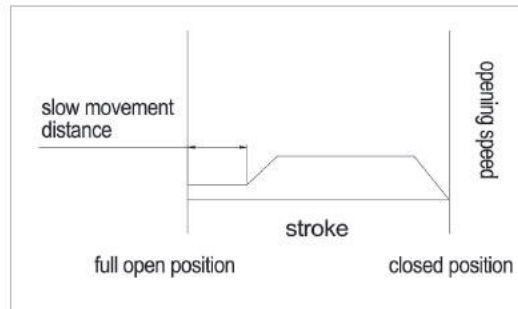 slow movement
distance
opening speed
stroke
full open position
closed position